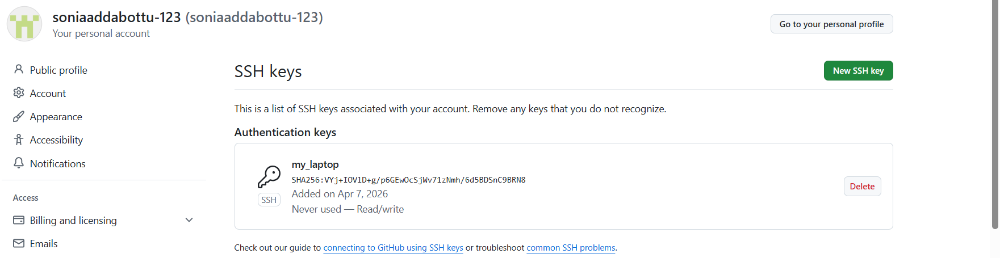 soniaaddabottu-123 (soniaaddabottu-123)
Your personal account
Go to your personal profile
Public profile
Account
Appearance
Accessibility
Notifications
Access
Billing and licensing
Emails
SSH keys
New SSH key
This is a list of SSH keys associated with your account. Remove any keys that you do not recognize.
Authentication keys
my_laptop
SHA256:VYj+IOVlD+g/p6GEwOcSjWv71zNmh/6d5BDSnC9BRN8
Added on Apr 7, 2026
Never used — Read/write
SSH
Delete
Check out our guide to connecting to GitHub using SSH keys or troubleshoot common SSH problems.